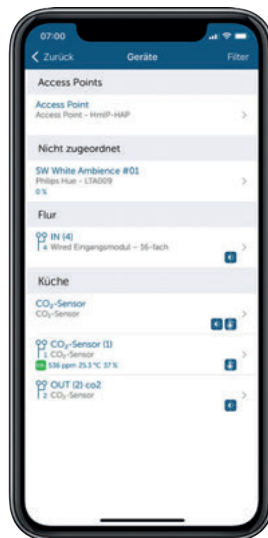 07:00
Zurück Geräte Filter
Access Points
Access Point
Access Point - HmIP-HAP
Nicht zugeordnet
SW White Ambience #01
Philips Hue - LTA009
0 %
Flur
IN (4)
4 Wired Eingangsmodul – 16-fach
Küche
CO₂-Sensor
CO₂-Sensor
CO₂-Sensor (1)
1 CO₂-Sensor
536 ppm 25.3 °C 37 %
OUT (2) co2
2 CO₂-Sensor